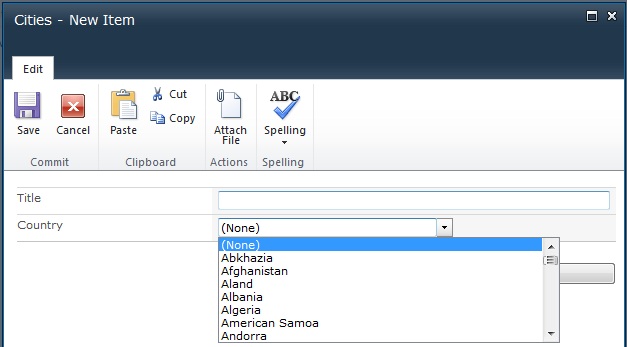 Cities - New Item
Edit
Save
Cancel
Paste
Cut
Copy
Attach
File
ABC
Spelling
Commit
Clipboard
Actions
Spelling
Title
Country
(None)
(None)
Abkhazia
Afghanistan
Aland
Albania
Algeria
American Samoa
Andorra